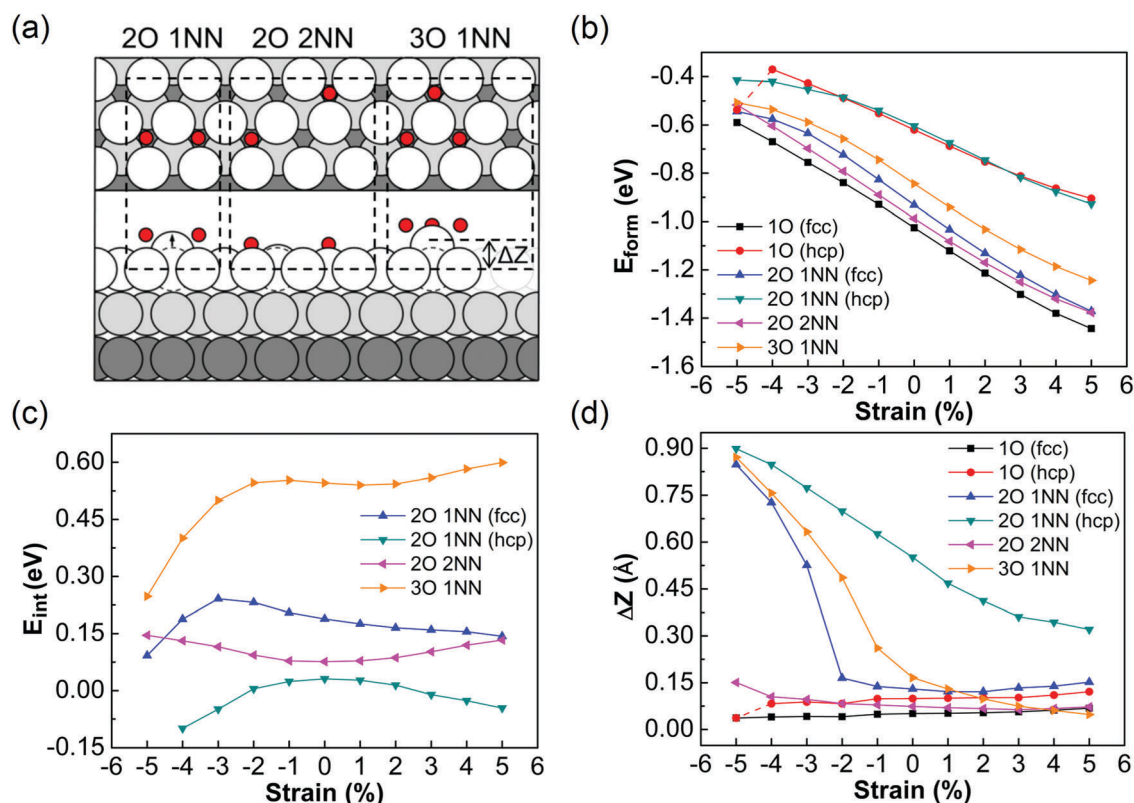 (a)
2O 1NN 2O 2NN 3O 1NN
ΔZ
(b)
-0.4
-0.6
-0.8
-1.0
-1.2
-1.4
-1.6
E_form (eV)
1O (fcc)
1O (hcp)
2O 1NN (fcc)
2O 1NN (hcp)
2O 2NN
3O 1NN
-6 -5 -4 -3 -2 -1 0 1 2 3 4 5 6
Strain (%)
(c)
0.60
0.45
0.30
0.15
0.00
-0.15
E_int (eV)
2O 1NN (fcc)
2O 1NN (hcp)
2O 2NN
3O 1NN
-6 -5 -4 -3 -2 -1 0 1 2 3 4 5 6
Strain (%)
(d)
0.90
0.75
0.60
0.45
0.30
0.15
0.00
ΔZ (Å)
1O (fcc)
1O (hcp)
2O 1NN (fcc)
2O 1NN (hcp)
2O 2NN
3O 1NN
-6 -5 -4 -3 -2 -1 0 1 2 3 4 5 6
Strain (%)